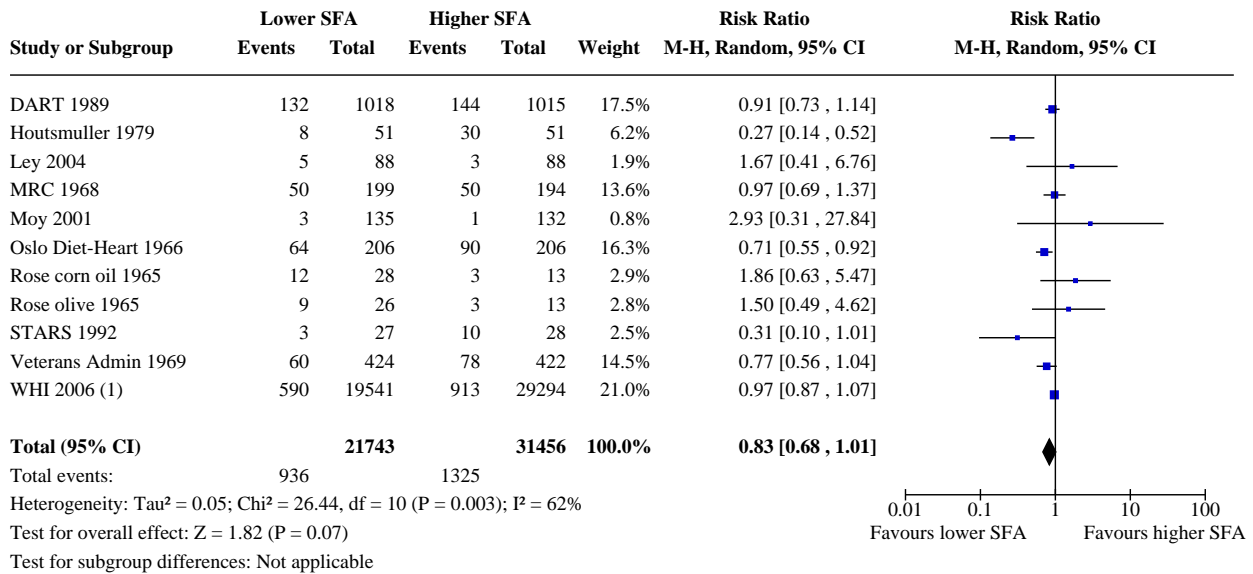 Lower SFA Higher SFA Risk Ratio Risk Ratio
Study or Subgroup Events Total Events Total Weight M-H, Random, 95% CI M-H, Random, 95% CI
DART 1989 132 1018 144 1015 17.5% 0.91 [0.73 , 1.14]
Houtsmuller 1979 8 51 30 51 6.2% 0.27 [0.14 , 0.52]
Ley 2004 5 88 3 88 1.9% 1.67 [0.41 , 6.76]
MRC 1968 50 199 50 194 13.6% 0.97 [0.69 , 1.37]
Moy 2001 3 135 1 132 0.8% 2.93 [0.31 , 27.84]
Oslo Diet-Heart 1966 64 206 90 206 16.3% 0.71 [0.55 , 0.92]
Rose corn oil 1965 12 28 3 13 2.9% 1.86 [0.63 , 5.47]
Rose olive 1965 9 26 3 13 2.8% 1.50 [0.49 , 4.62]
STARS 1992 3 27 10 28 2.5% 0.31 [0.10 , 1.01]
Veterans Admin 1969 60 424 78 422 14.5% 0.77 [0.56 , 1.04]
WHI 2006 (1) 590 19541 913 29294 21.0% 0.97 [0.87 , 1.07]
Total (95% CI) 21743 31456 100.0% 0.83 [0.68 , 1.01]
Total events: 936 1325
Heterogeneity: Tau² = 0.05; Chi² = 26.44, df = 10 (P = 0.003); I² = 62%
Test for overall effect: Z = 1.82 (P = 0.07)
Test for subgroup differences: Not applicable
0.01 0.1 1 10 100
Favours lower SFA Favours higher SFA